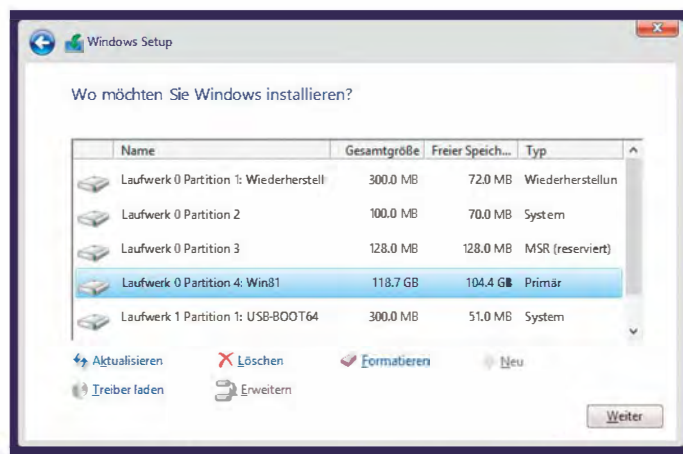 Windows Setup
Wo möchten Sie Windows installieren?
Name Gesamtgröße Freier Speich... Typ
Laufwerk 0 Partition 1: Wiederherstell 300.0 MB 72.0 MB Wiederherstellun
Laufwerk 0 Partition 2 100.0 MB 70.0 MB System
Laufwerk 0 Partition 3 128.0 MB 128.0 MB MSR (reserviert)
Laufwerk 0 Partition 4: Win81 118.7 GB 104.4 GB Primär
Laufwerk 1 Partition 1: USB-BOOT64 300.0 MB 51.0 MB System
Aktualisieren Löschen Formatieren Neu
Treiber laden Erweitern
Weiter